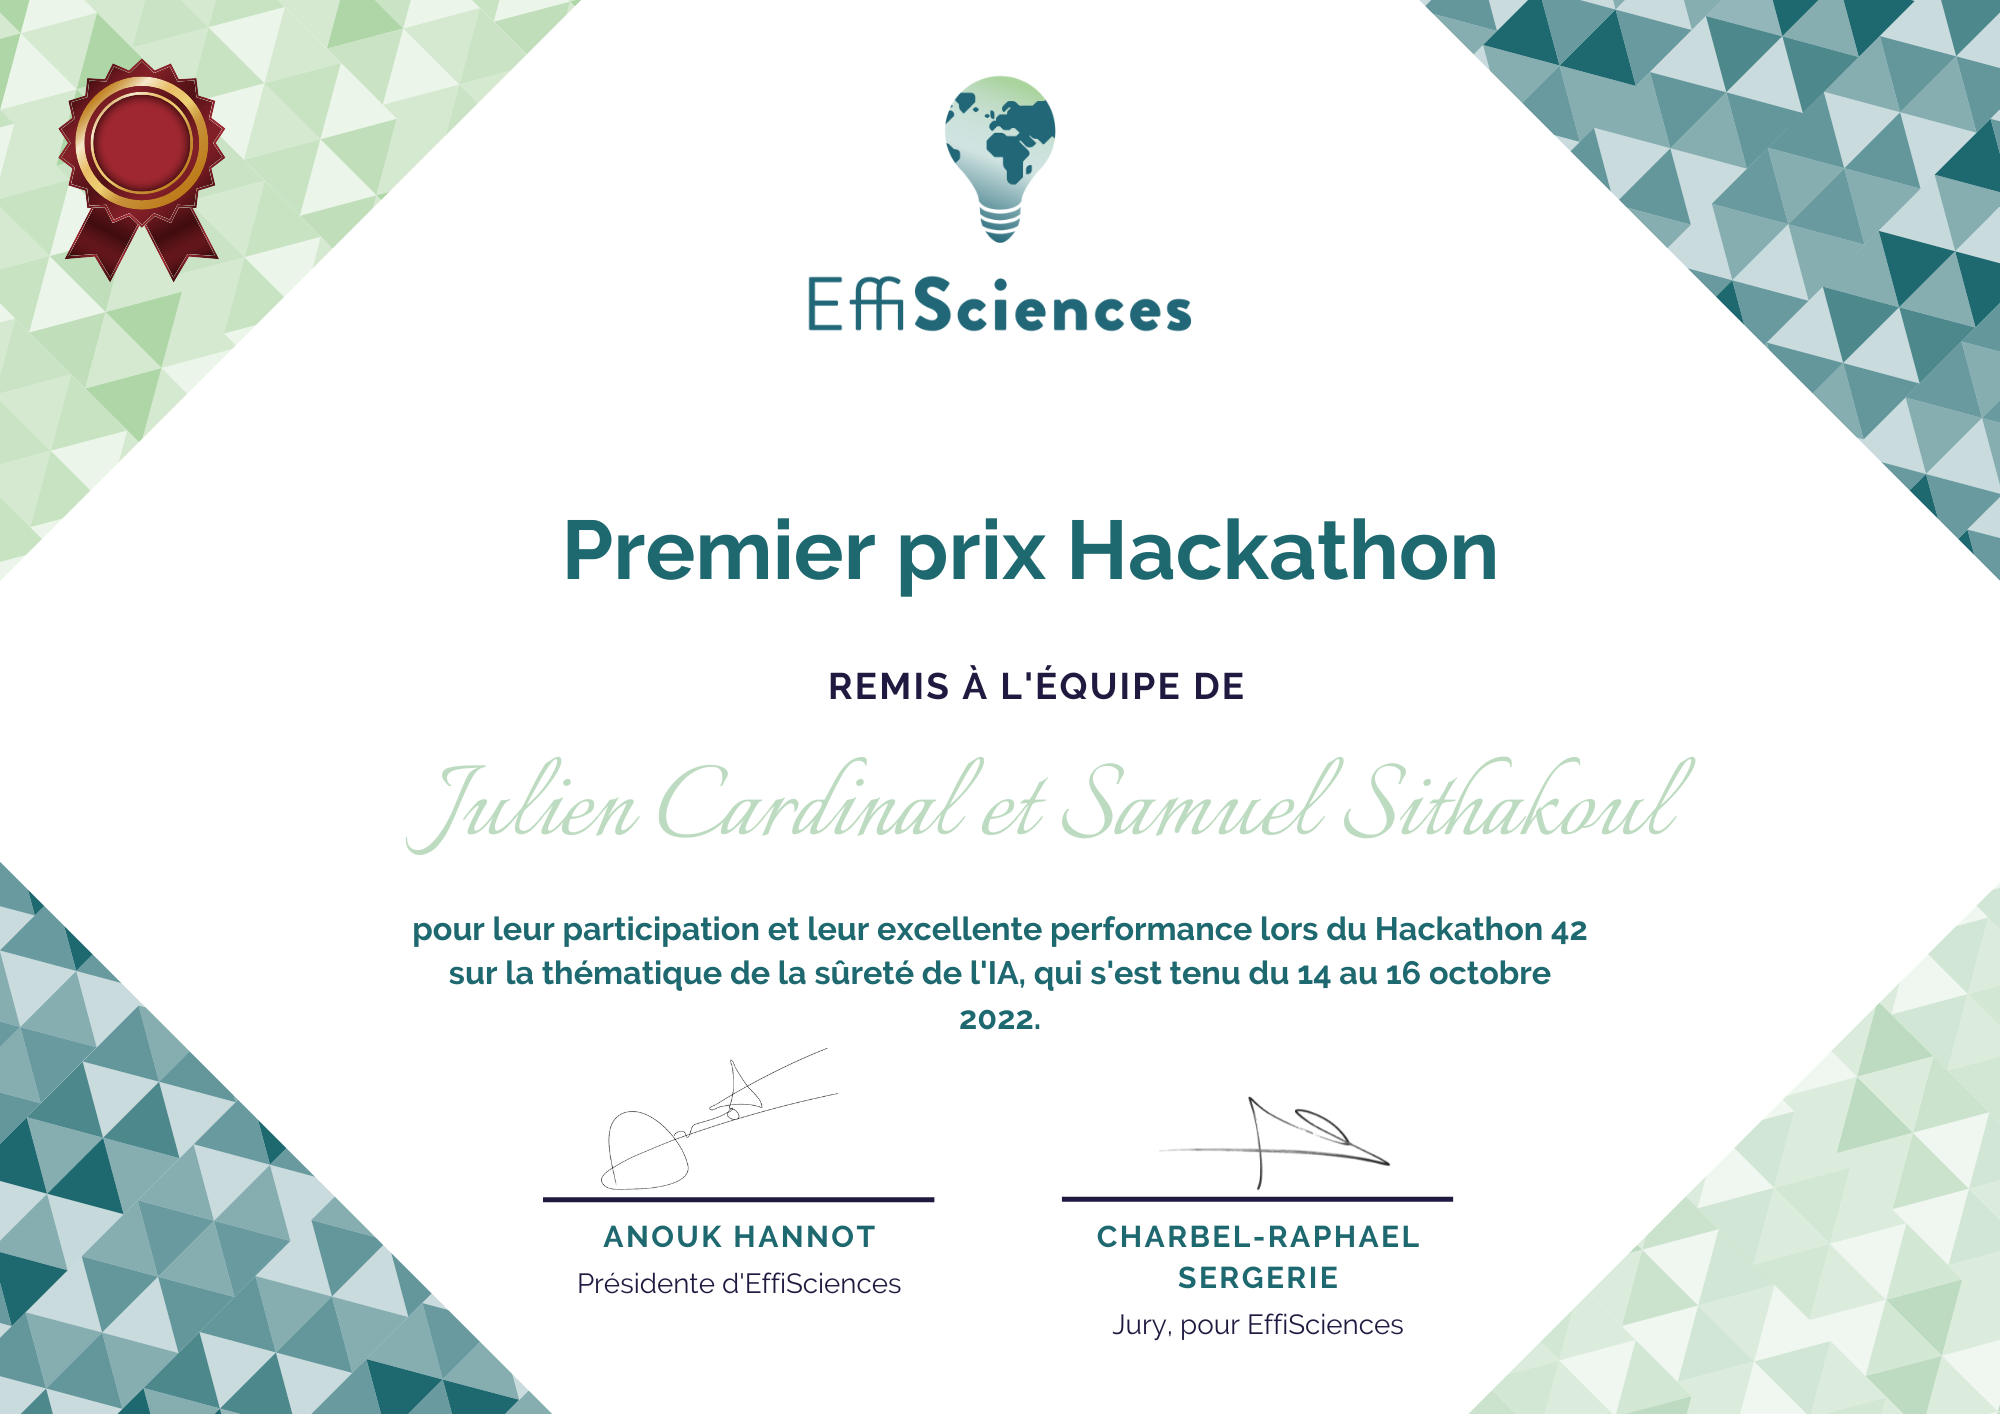 EffiSciences
Premier prix Hackathon
REMIS À L'ÉQUIPE DE
Julien Cardinal et Samuel Sithakoul
pour leur participation et leur excellente performance lors du Hackathon 42
sur la thématique de la sûreté de l'IA, qui s'est tenu du 14 au 16 octobre
2022.
ANOUK HANNOT
Présidente d'EffiSciences
CHARBEL-RAPHAEL
SERGERIE
Jury, pour EffiSciences